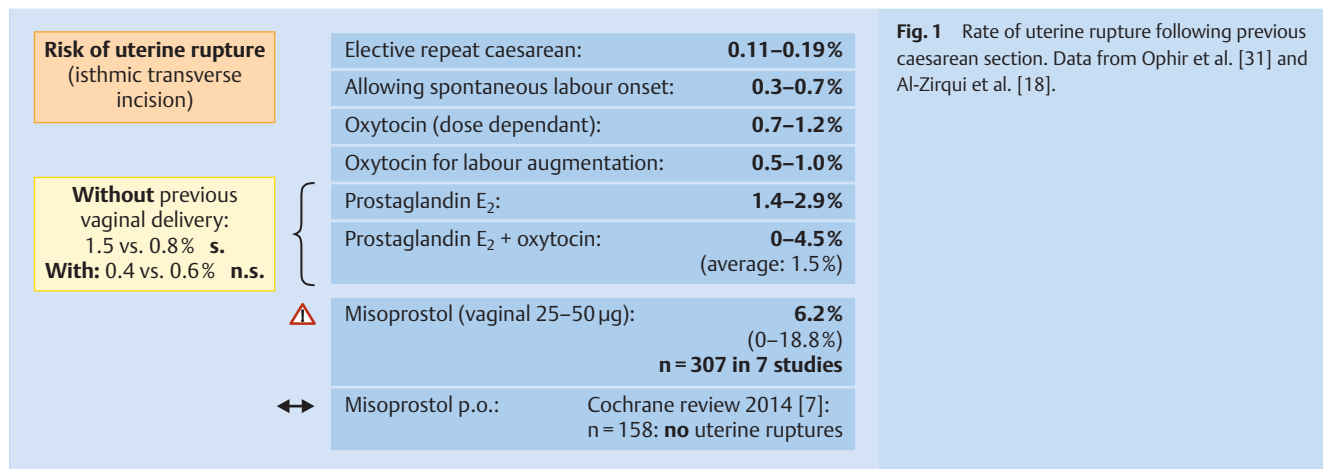 Risk of uterine rupture
(isthmic transverse
incision)
Elective repeat caesarean: 0.11–0.19%
Allowing spontaneous labour onset: 0.3–0.7%
Oxytocin (dose dependant): 0.7–1.2%
Oxytocin for labour augmentation: 0.5–1.0%
Without previous
vaginal delivery:
1.5 vs. 0.8% s.
With: 0.4 vs. 0.6% n.s.
Prostaglandin E₂: 1.4–2.9%
Prostaglandin E₂ + oxytocin: 0–4.5%
(average: 1.5%)
Misoprostol (vaginal 25–50 µg): 6.2%
(0–18.8%)
n = 307 in 7 studies
Misoprostol p.o.: Cochrane review 2014 [7]:
n = 158: no uterine ruptures
Fig. 1 Rate of uterine rupture following previous
caesarean section. Data from Ophir et al. [31] and
Al-Zirqui et al. [18].